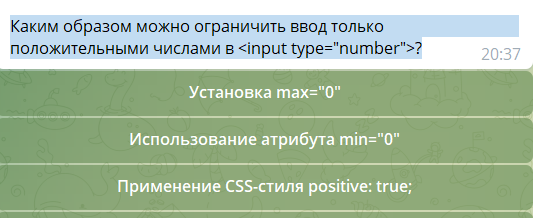 Каким образом можно ограничить ввод только
положительными числами в <input type="number">?
20:37
Установка max="0"
Использование атрибута min="0"
Применение CSS-стиля positive: true;